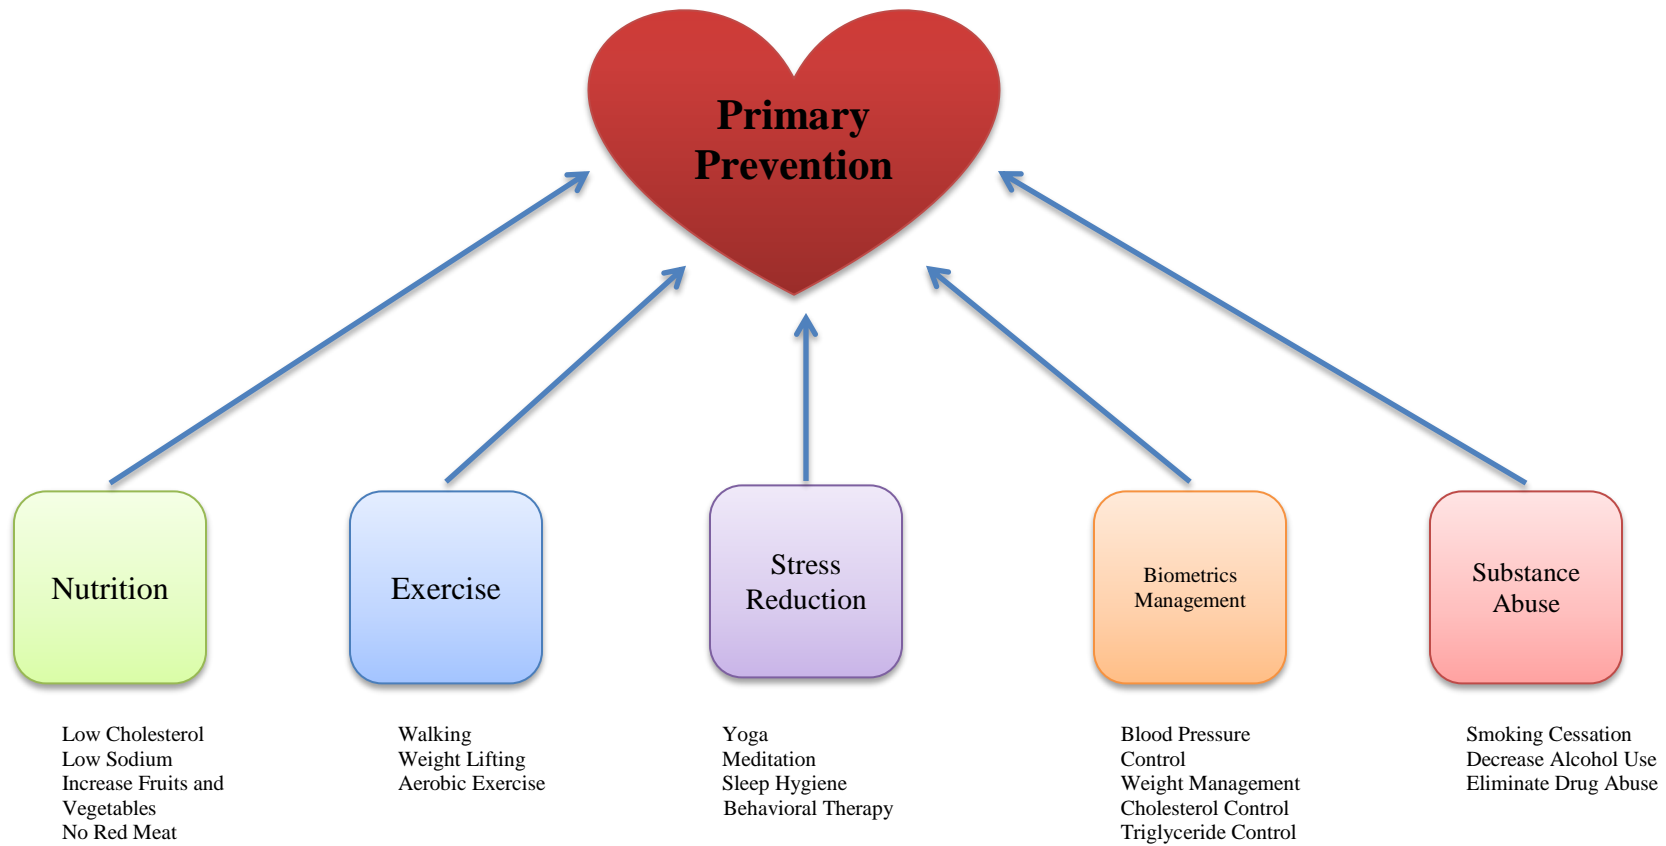 Primary
Prevention
Nutrition
Exercise
Stress
Reduction
Biometrics
Management
Substance
Abuse
Low Cholesterol
Low Sodium
Increase Fruits and
Vegetables
No Red Meat
Walking
Weight Lifting
Aerobic Exercise
Yoga
Meditation
Sleep Hygiene
Behavioral Therapy
Blood Pressure
Control
Weight Management
Cholesterol Control
Triglyceride Control
Smoking Cessation
Decrease Alcohol Use
Eliminate Drug Abuse